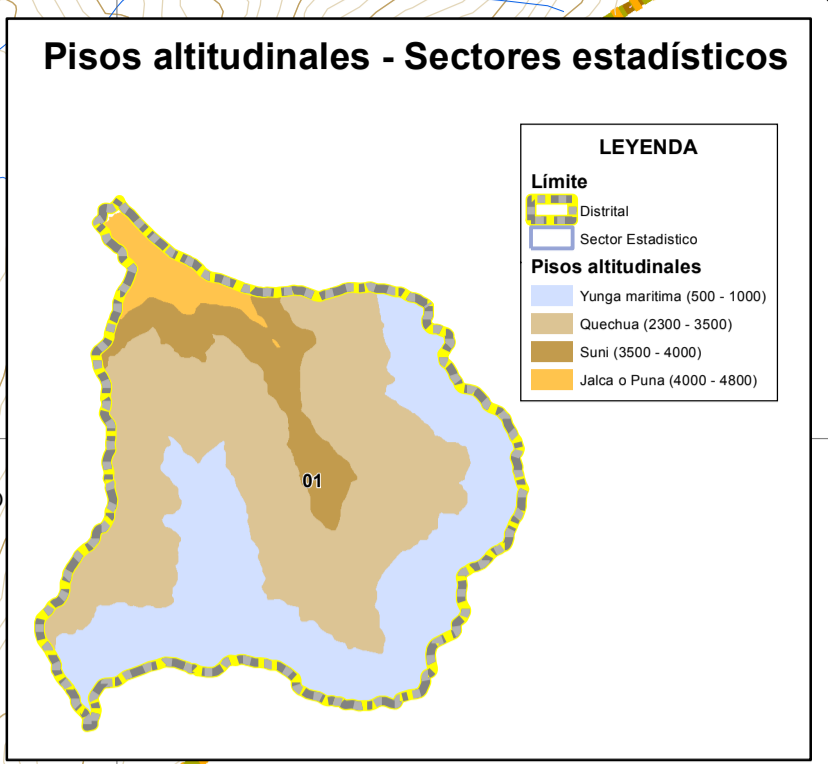 Pisos altitudinales - Sectores estadísticos
LEYENDA
Límite
Distrital
Sector Estadistico
Pisos altitudinales
Yunga maritima (500 - 1000)
Quechua (2300 - 3500)
Suni (3500 - 4000)
Jalca o Puna (4000 - 4800)
01